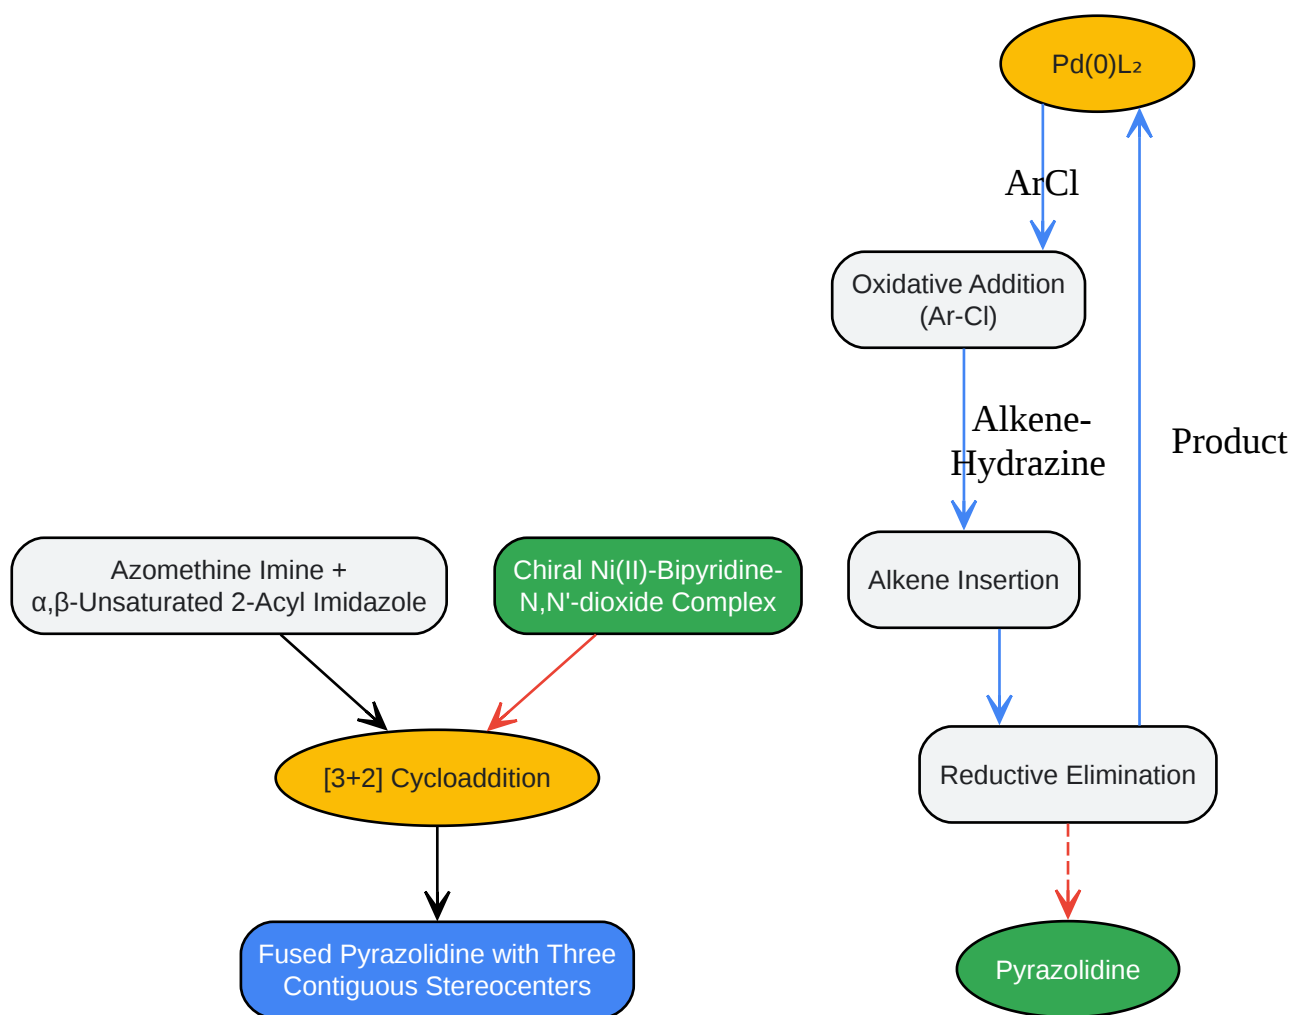 Pd(0)L₂
ArCl
Oxidative Addition
(Ar-Cl)
Alkene-
Hydrazine
Product
Azomethine Imine +
α,β-Unsaturated 2-Acyl Imidazole
Chiral Ni(II)-Bipyridine-
N,N'-dioxide Complex
Alkene Insertion
[3+2] Cycloaddition
Reductive Elimination
Fused Pyrazolidine with Three
Contiguous Stereocenters
Pyrazolidine